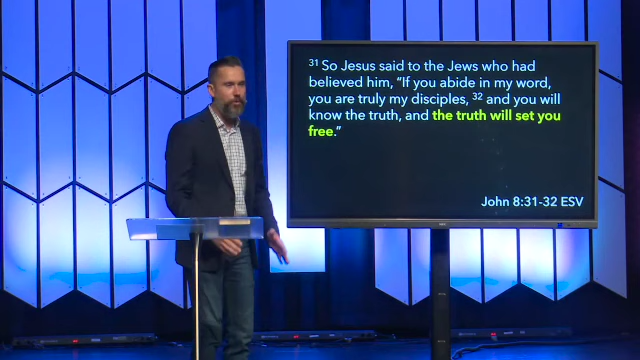 31 So Jesus said to the Jews who had
believed him, “If you abide in my word,
you are truly my disciples, 32 and you will
know the truth, and the truth will set you
free.”
John 8:31-32 ESV